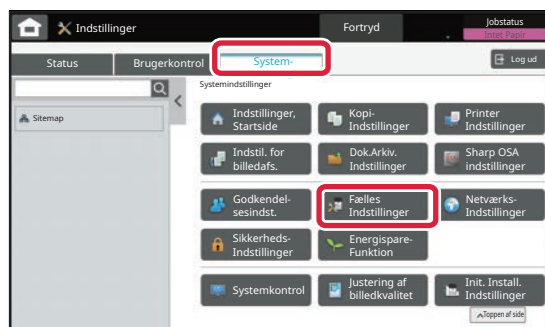 Indstillinger
Fortryd
Jobstatus
Intet Papir
Status
Brugerkontrol
System-
Log ud
Systemindstillinger
Sitemap
Indstillinger,
Startside
Kopi-
Indstillinger
Printer
Indstillinger
Indstil. for
billedafs.
Dok.Arkiv.
Indstillinger
Sharp OSA
indstillinger
Godkendel-
sesindst.
Fælles
Indstillinger
Netværks-
Indstillinger
Sikkerheds-
Indstillinger
Energispare-
Funktion
Systemkontrol
Justering af
billedkvalitet
Init. Install.
Indstillinger
Toppen af side